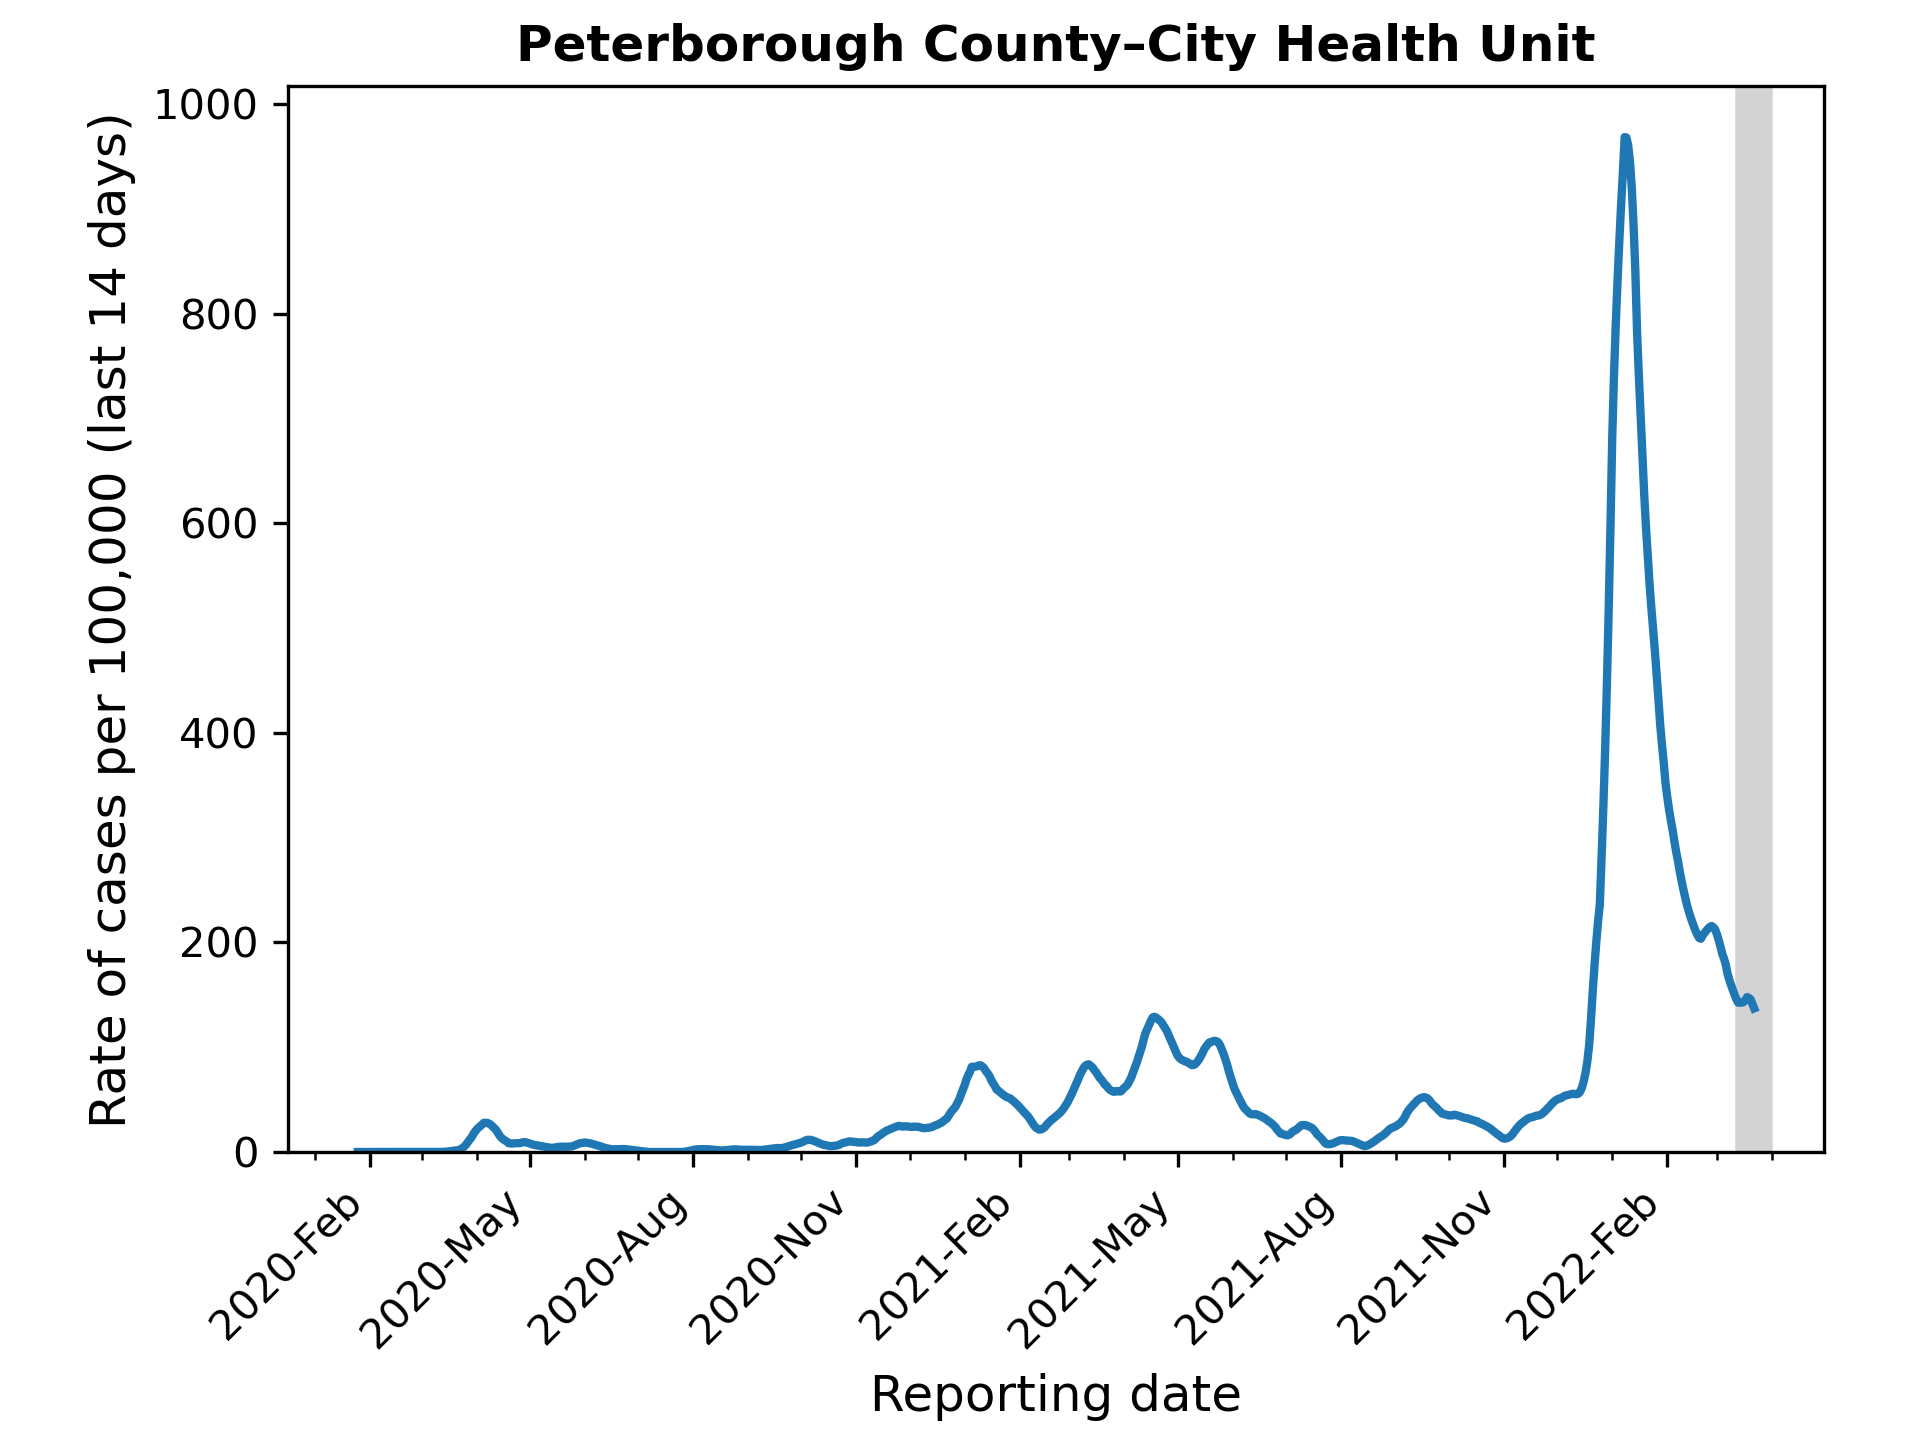 Peterborough County–City Health Unit
Rate of cases per 100,000 (last 14 days)
1000
800
600
400
200
0
2020-Feb
2020-May
2020-Aug
2020-Nov
2021-Feb
2021-May
2021-Aug
2021-Nov
2022-Feb
Reporting date